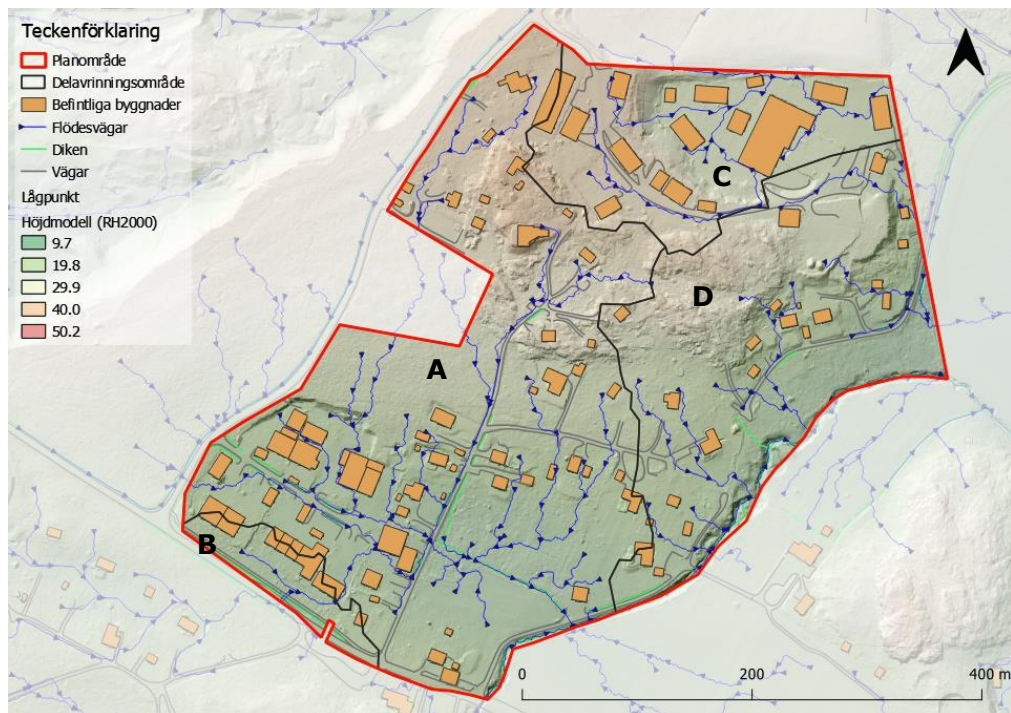 Teckenförklaring
Planområde
Delavrinningsområde
Befintliga byggnader
Flödesvägar
Diken
Vägar
Lågpunkt
Höjdmodell (RH2000)
9.7
19.8
29.9
40.0
50.2
C
D
A
B
0 200 400 m